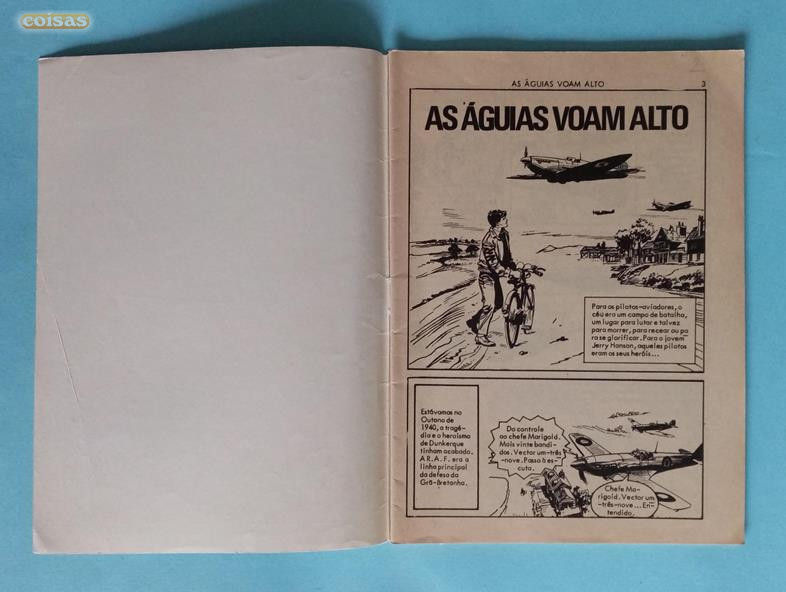 coisas
AS ÁGUIAS VOAM ALTO
3
AS ÁGUIAS VOAM ALTO
Para os pilotos-aviadores, o
céu era um campo de batalha,
um lugar para lutar e talvez
para morrer, para recear ou pa
ra se glorificar. Para o jovem
Jerry Hanson, aqueles pilotos
eram os seus heróis...
Estávamos no
Outono de
1940, a tragé-
dia e o heroísmo
de Dunkerque
tinham acabado.
A R.A.F. era a
linha principal
da defesa da
Grã-Bretanha.
Do controle
ao chefe Marigold.
Mais vinte bandi-
dos. Vector um-três
-nove. Passo à es-
cuta.
Chefe Ma-
rigold. Vector um
-três-nove... En-
tendido.